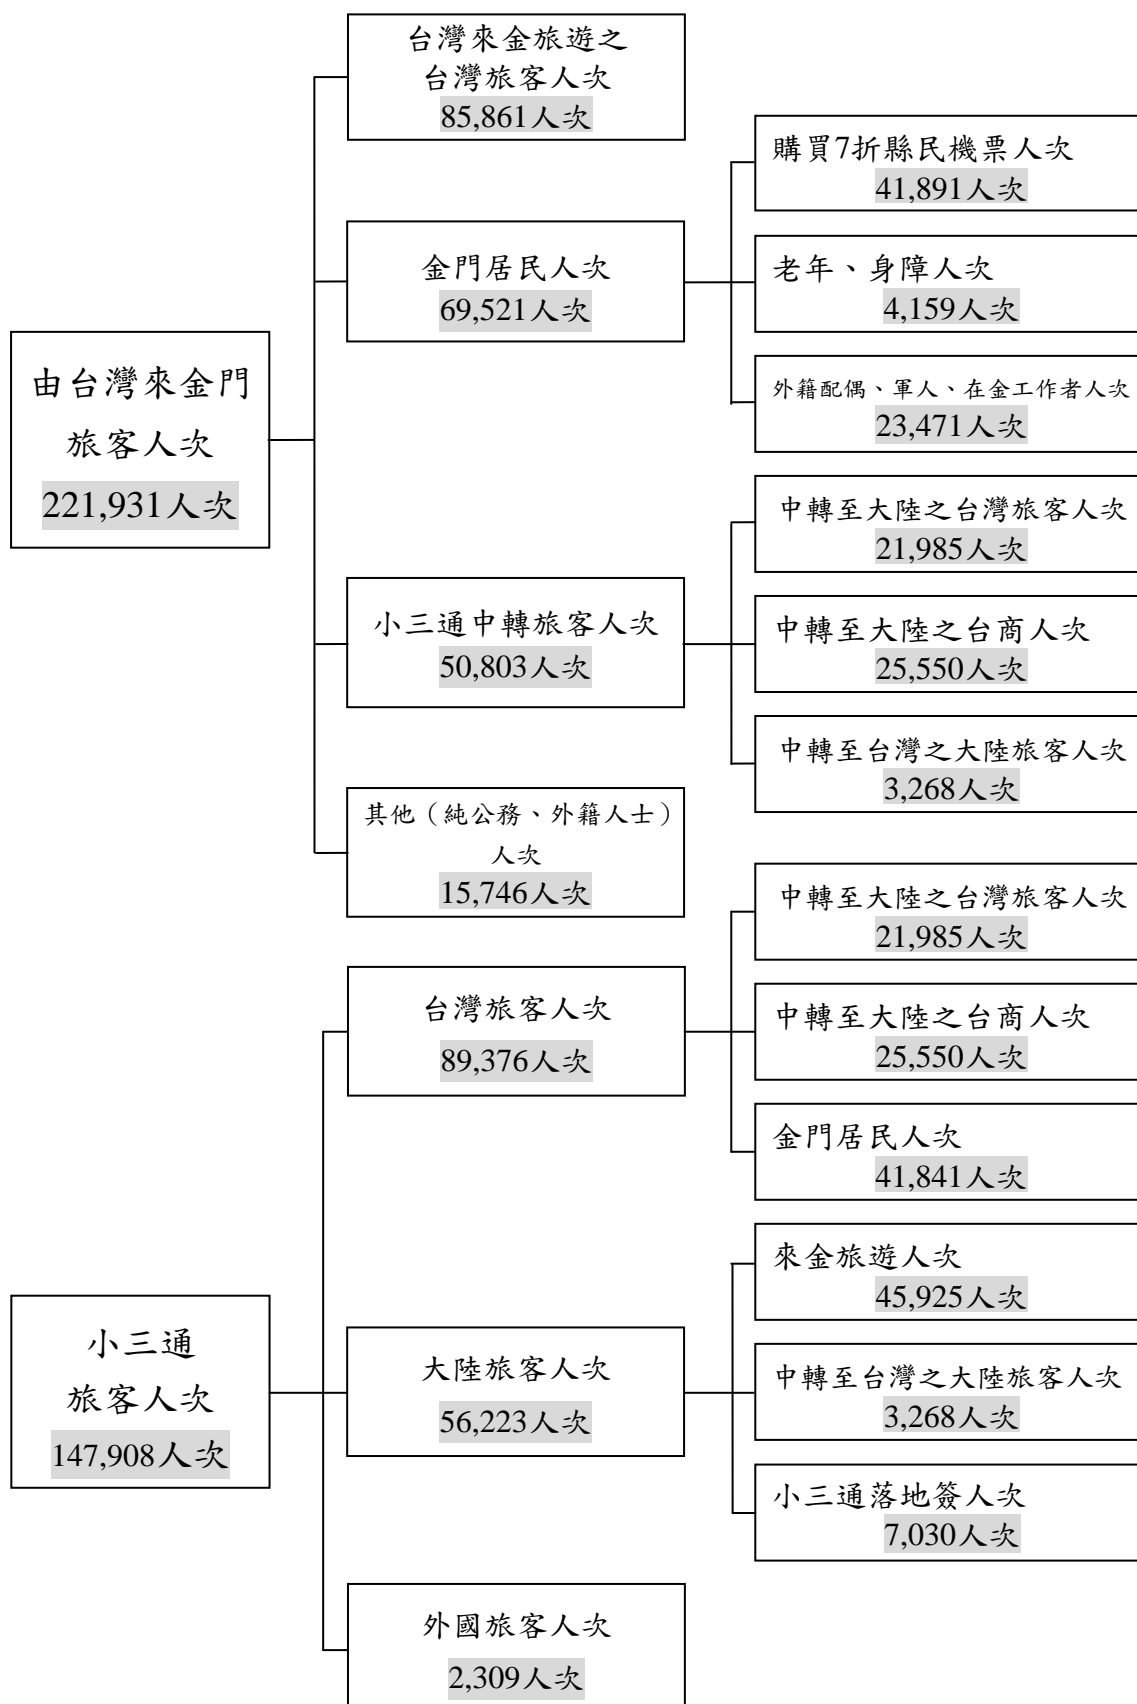 台灣來金旅遊之
台灣旅客人次
85,861人次
購買7折縣民機票人次
41,891人次
金門居民人次
69,521人次
老年、身障人次
4,159人次
外籍配偶、軍人、在金工作者人次
23,471人次
由台灣來金門
旅客人次
221,931人次
中轉至大陸之台灣旅客人次
21,985人次
小三通中轉旅客人次
50,803人次
中轉至大陸之台商人次
25,550人次
中轉至台灣之大陸旅客人次
3,268人次
其他（純公務、外籍人士）
人次
15,746人次
中轉至大陸之台灣旅客人次
21,985人次
台灣旅客人次
89,376人次
中轉至大陸之台商人次
25,550人次
金門居民人次
41,841人次
來金旅遊人次
45,925人次
小三通
旅客人次
147,908人次
大陸旅客人次
56,223人次
中轉至台灣之大陸旅客人次
3,268人次
小三通落地簽人次
7,030人次
外國旅客人次
2,309人次